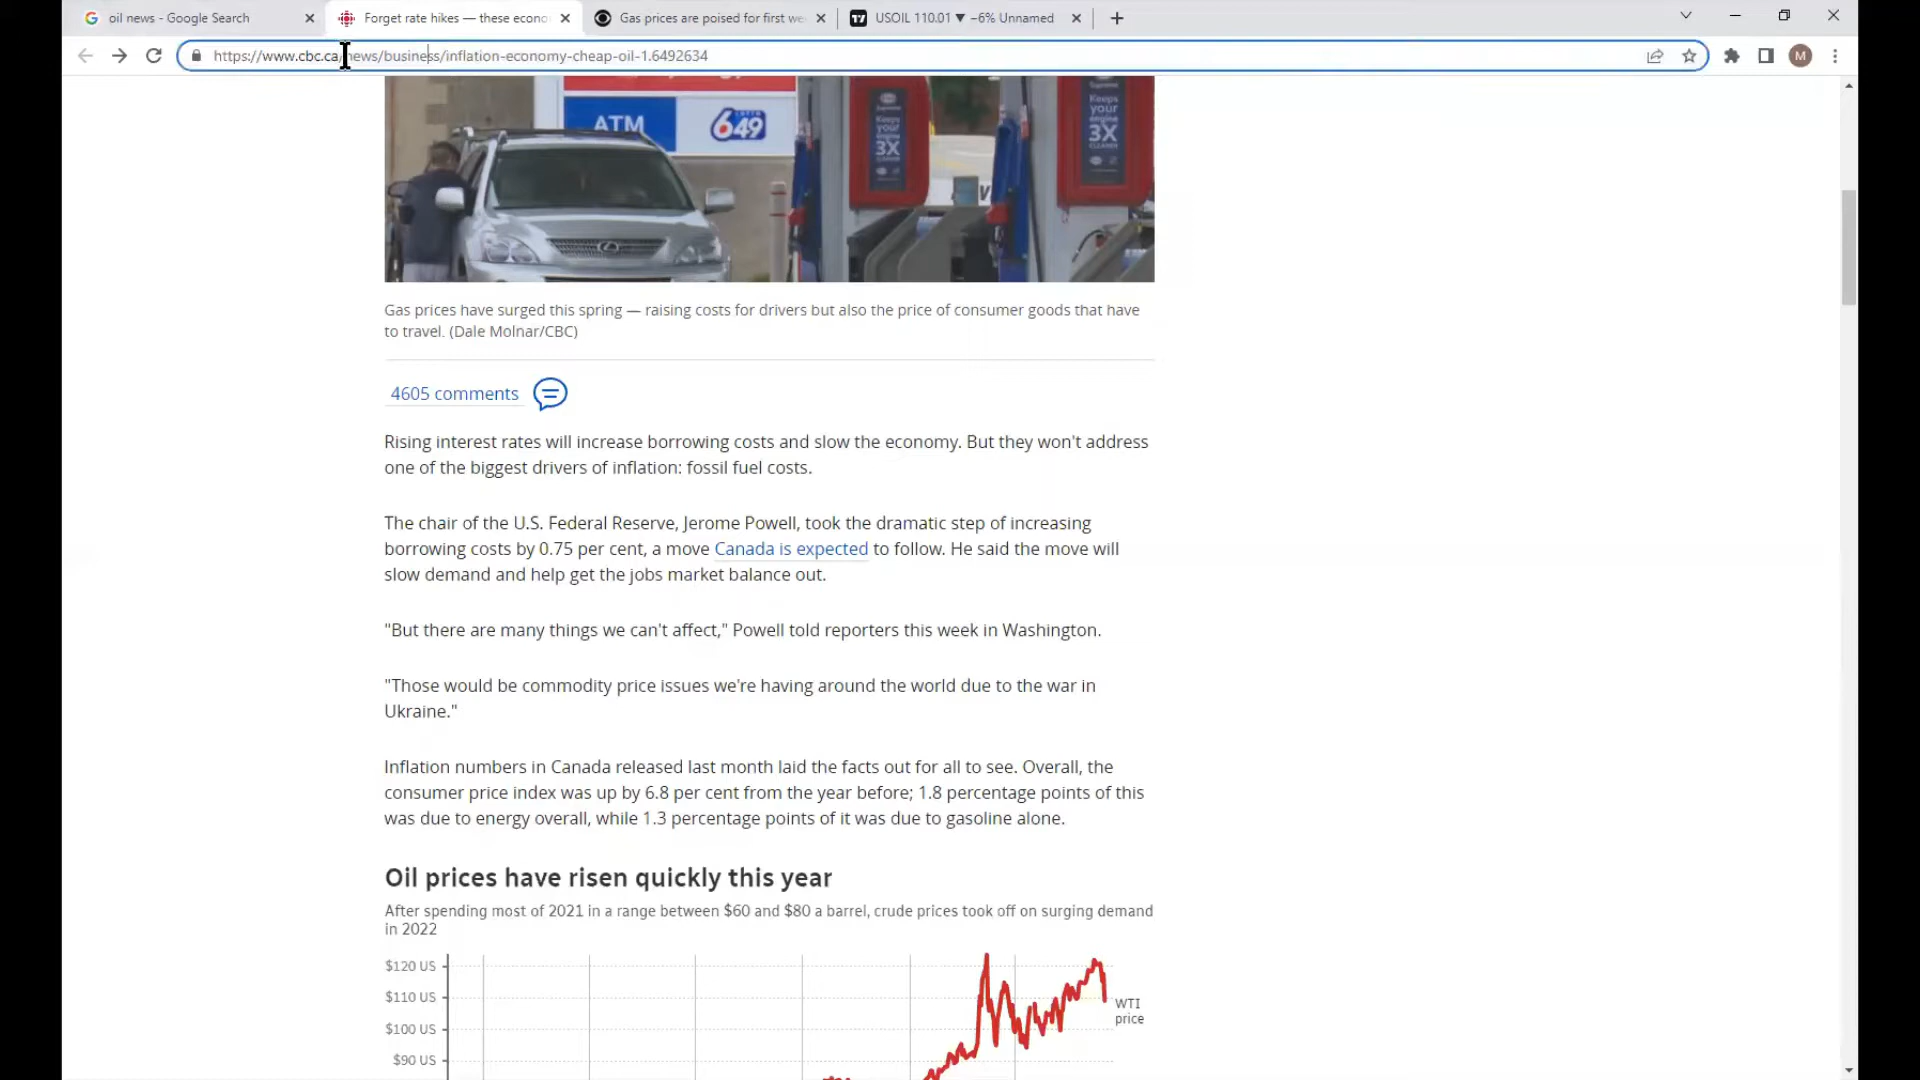 oil news - Google Search
Forget rate hikes — these econo
Gas prices are poised for first we
USOIL 110.01 ▼ −6% Unnamed
https://www.cbc.ca/news/business/inflation-economy-cheap-oil-1.6492634
M
ATM
649
Keeps
your
engine
3X
CLEANER
Keeps
your
3X
Gas prices have surged this spring — raising costs for drivers but also the price of consumer goods that have
to travel. (Dale Molnar/CBC)
4605 comments
Rising interest rates will increase borrowing costs and slow the economy. But they won't address
one of the biggest drivers of inflation: fossil fuel costs.
The chair of the U.S. Federal Reserve, Jerome Powell, took the dramatic step of increasing
borrowing costs by 0.75 per cent, a move Canada is expected to follow. He said the move will
slow demand and help get the jobs market balance out.
"But there are many things we can't affect," Powell told reporters this week in Washington.
"Those would be commodity price issues we're having around the world due to the war in
Ukraine."
Inflation numbers in Canada released last month laid the facts out for all to see. Overall, the
consumer price index was up by 6.8 per cent from the year before; 1.8 percentage points of this
was due to energy overall, while 1.3 percentage points of it was due to gasoline alone.
Oil prices have risen quickly this year
After spending most of 2021 in a range between $60 and $80 a barrel, crude prices took off on surging demand
in 2022
$120 US
$110 US
$100 US
$90 US
WTI
price